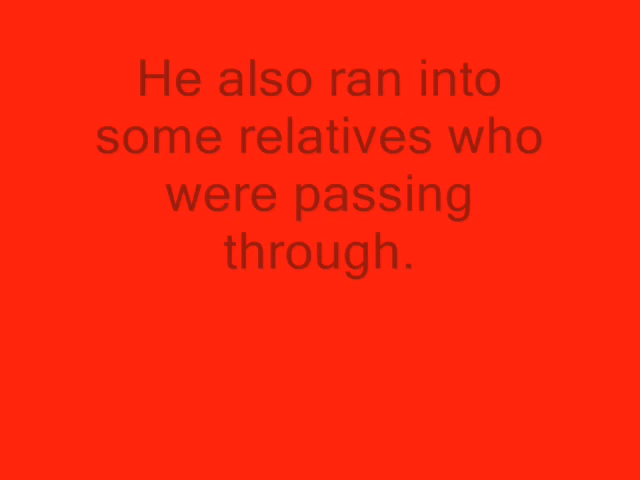 He also ran into
some relatives who
were passing
through.